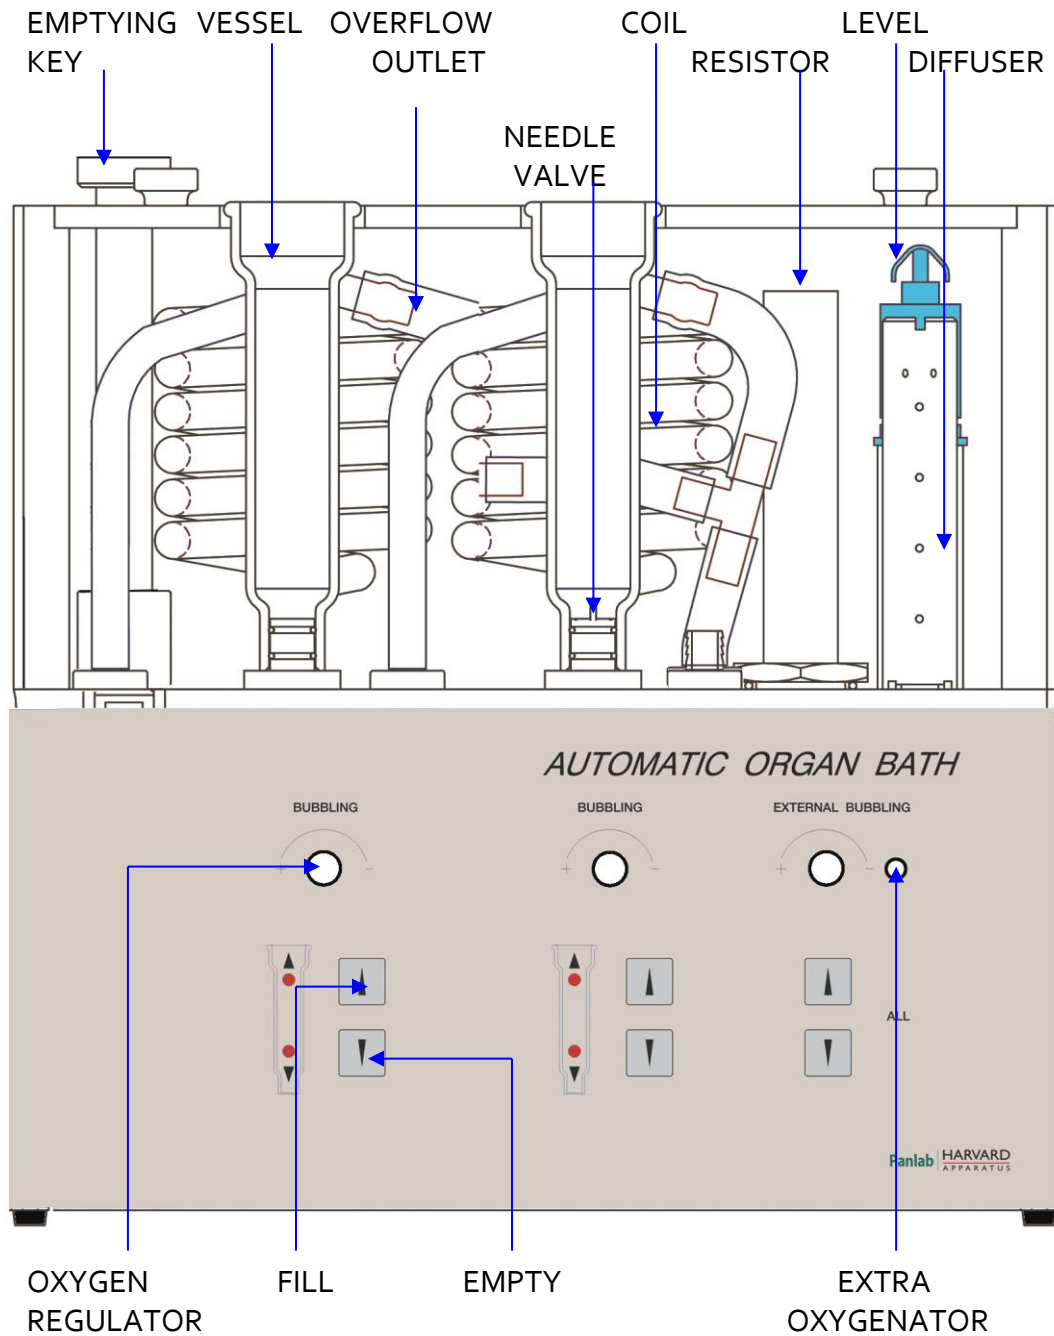 EMPTYING VESSEL OVERFLOW COIL LEVEL
KEY OUTLET RESISTOR DIFFUSER
NEEDLE
VALVE
AUTOMATIC ORGAN BATH
BUBBLING BUBBLING EXTERNAL BUBBLING
+ - + - + -
ALL
Panlab HARVARD
APPARATUS
OXYGEN FILL EMPTY EXTRA
REGULATOR OXYGENATOR